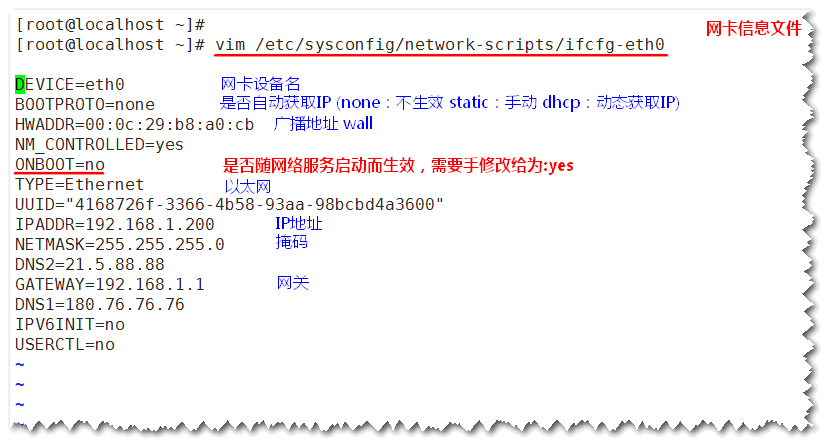 [root@localhost ~]#
网卡信息文件
[root@localhost ~]# vim /etc/sysconfig/network-scripts/ifcfg-eth0
DEVICE=eth0 网卡设备名
BOOTPROTO=none 是否自动获取IP (none：不生效 static：手动 dhcp：动态获取IP)
HWADDR=00:0c:29:b8:a0:cb 广播地址 wall
NM_CONTROLLED=yes
ONBOOT=no 是否随网络服务启动而生效，需要手修改给为:yes
TYPE=Ethernet 以太网
UUID="4168726f-3366-4b58-93aa-98bcbd4a3600"
IPADDR=192.168.1.200 IP地址
NETMASK=255.255.255.0 掩码
DNS2=21.5.88.88
GATEWAY=192.168.1.1 网关
DNS1=180.76.76.76
IPV6INIT=no
USERCTL=no
~
~
~